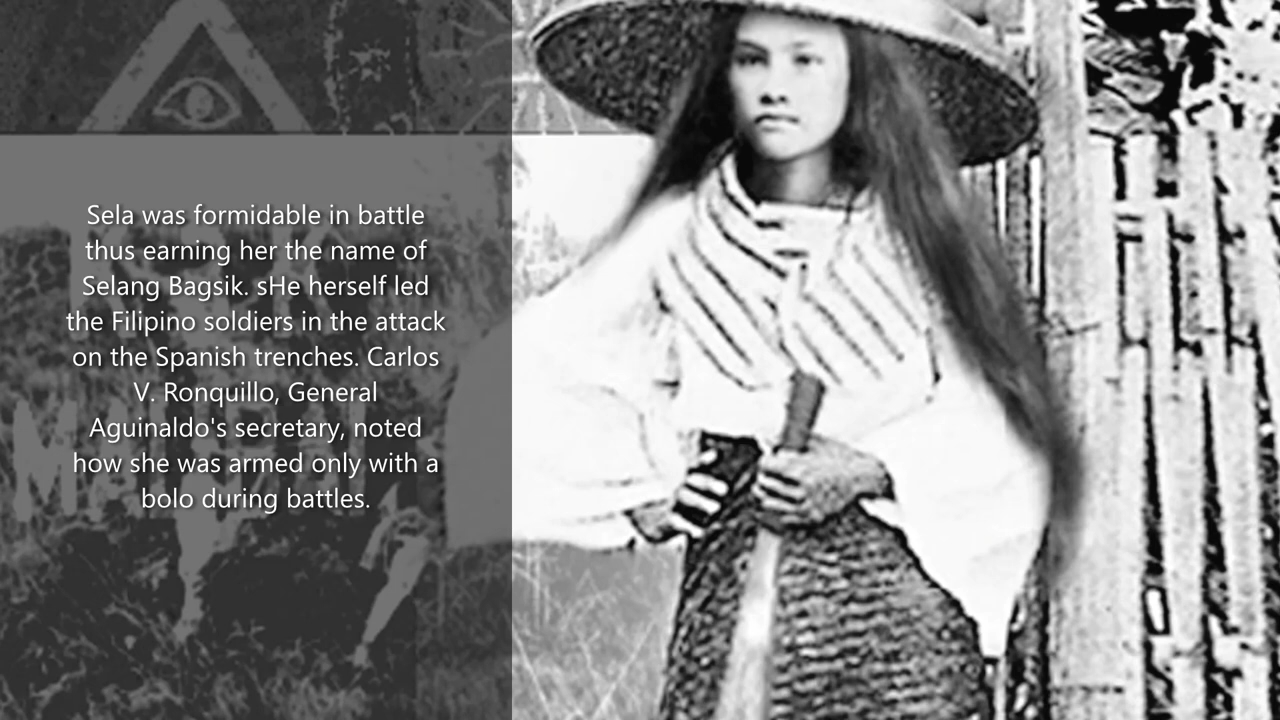 Sela was formidable in battle
thus earning her the name of
Selang Bagsik. sHe herself led
the Filipino soldiers in the attack
on the Spanish trenches. Carlos
V. Ronquillo, General
Aguinaldo's secretary, noted
how she was armed only with a
bolo during battles.